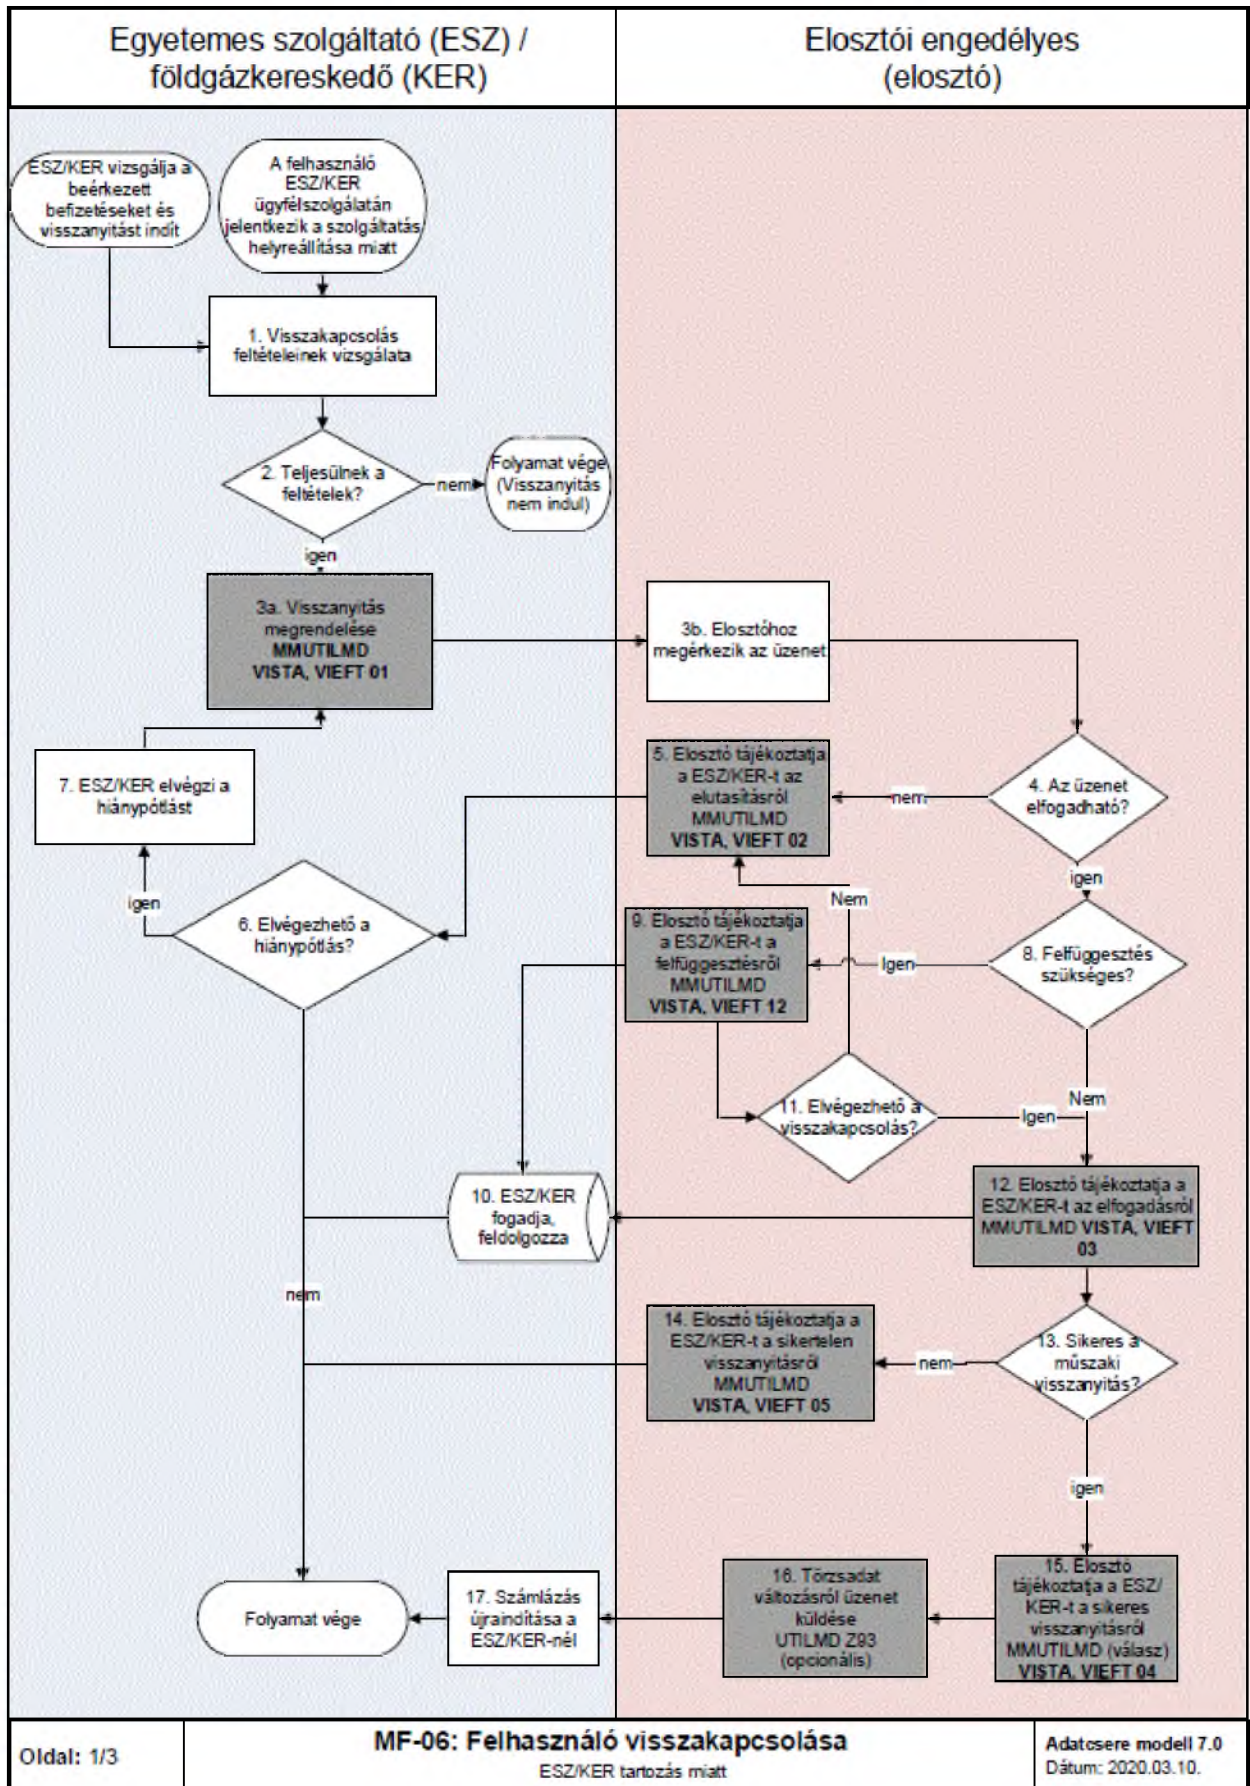 Egyetemes szolgáltató (ESZ) /
földgázkereskedő (KER)
Elosztói engedélyes
(elosztó)
ESZ/KER vizsgálja a
beérkezett
befizetéseket és
visszanyitást indít
A felhasználó
ESZ/KER
ügyfélszolgálatán
jelentkezik a szolgáltatás
helyreállítása miatt
1. Visszakapcsolás
feltételeinek vizsgálata
2. Teljesülnek a
feltételek?
nem
Folyamat vége
(Visszanyitás
nem indul)
igen
3a. Visszanyitás
megrendelése
MMUTILMD
VISTA, VIEFT 01
3b. Elosztóhoz
megérkezik az üzenet
4. Az üzenet
elfogadható?
nem
5. Elosztó tájékoztatja
a ESZ/KER-t az
elutasításról
MMUTILMD
VISTA, VIEFT 02
7. ESZ/KER elvégzi a
hiánypótlást
igen
6. Elvégezhető a
hiánypótlás?
igen
Nem
8. Felfüggesztés
szükséges?
Igen
9. Elosztó tájékoztatja
a ESZ/KER-t a
felfüggesztésről
MMUTILMD
VISTA, VIEFT 12
11. Elvégezhető a
visszakapcsolás?
Igen
Nem
10. ESZ/KER
fogadja,
feldolgozza
12. Elosztó tájékoztatja a
ESZ/KER-t az elfogadásról
MMUTILMD VISTA, VIEFT
03
nem
14. Elosztó tájékoztatja a
ESZ/KER-t a sikertelen
visszanyitásról
MMUTILMD
VISTA, VIEFT 05
nem
13. Sikeres a
műszaki
visszanyitás?
igen
15. Elosztó
tájékoztatja a ESZ/
KER-t a sikeres
visszanyitásról
MMUTILMD (válasz)
VISTA, VIEFT 04
16. Törzsadat
változásról üzenet
küldése
UTILMD Z93
(opcionális)
17. Számlázás
újraindítása a
ESZ/KER-nél
Folyamat vége
Oldal: 1/3
MF-06: Felhasználó visszakapcsolása
ESZ/KER tartozás miatt
Adatcsere modell 7.0
Dátum: 2020.03.10.